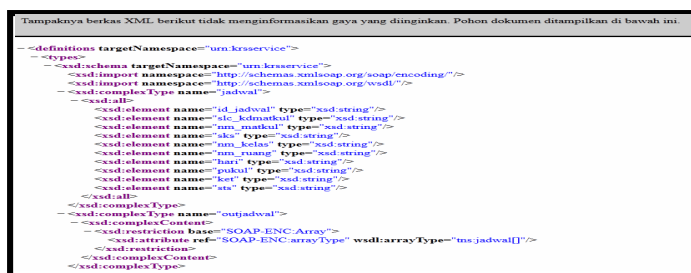 Tampaknya berkas XML berikut tidak menginformasikan gaya yang diinginkan. Pohon dokumen ditampilkan di bawah ini.
− <definitions targetNamespace="urn:krsservice">
− <types>
− <xsd:schema targetNamespace="urn:krsservice">
<xsd:import namespace="http://schemas.xmlsoap.org/soap/encoding/"/>
<xsd:import namespace="http://schemas.xmlsoap.org/wsdl/"/>
− <xsd:complexType name="jadwal">
− <xsd:all>
<xsd:element name="id_jadwal" type="xsd:string"/>
<xsd:element name="slc_kdmatkul" type="xsd:string"/>
<xsd:element name="nm_matkul" type="xsd:string"/>
<xsd:element name="sks" type="xsd:string"/>
<xsd:element name="nm_kelas" type="xsd:string"/>
<xsd:element name="nm_ruang" type="xsd:string"/>
<xsd:element name="hari" type="xsd:string"/>
<xsd:element name="pukul" type="xsd:string"/>
<xsd:element name="ket" type="xsd:string"/>
<xsd:element name="sts" type="xsd:string"/>
</xsd:all>
</xsd:complexType>
− <xsd:complexType name="outjadwal">
− <xsd:complexContent>
− <xsd:restriction base="SOAP-ENC:Array">
<xsd:attribute ref="SOAP-ENC:arrayType" wsdl:arrayType="tns:jadwal[]"/>
</xsd:restriction>
</xsd:complexContent>
</xsd:complexType>